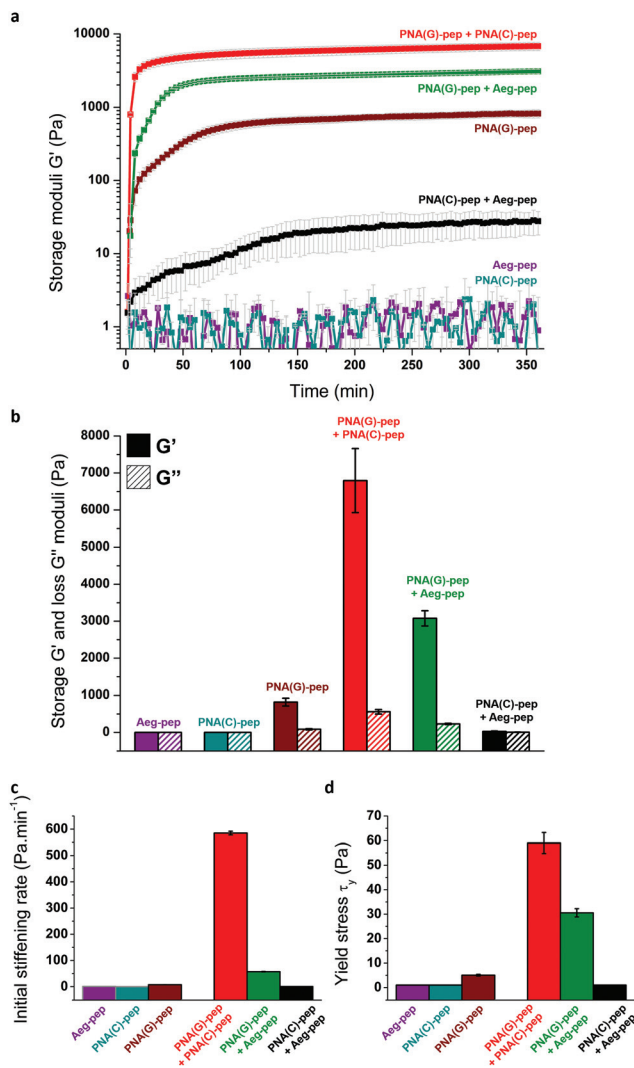 a
PNA(G)-pep + PNA(C)-pep
PNA(G)-pep + Aeg-pep
PNA(G)-pep
PNA(C)-pep + Aeg-pep
Aeg-pep
PNA(C)-pep
Storage moduli G' (Pa)
10000
1000
100
10
1
0
50
100
150
200
250
300
350
Time (min)
b
G'
G''
PNA(G)-pep
+ PNA(C)-pep
PNA(G)-pep
+ Aeg-pep
PNA(G)-pep
PNA(C)-pep
+ Aeg-pep
Aeg-pep
PNA(C)-pep
Storage G' and loss G" moduli (Pa)
8000
7000
6000
5000
4000
3000
2000
1000
0
c
Initial stiffening rate (Pa.min⁻¹)
600
500
400
300
200
100
0
Aeg-pep
PNA(C)-pep
PNA(G)-pep
PNA(G)-pep
+ PNA(C)-pep
PNA(G)-pep
+ Aeg-pep
PNA(C)-pep
+ Aeg-pep
d
Yield stress τy (Pa)
70
60
50
40
30
20
10
0
Aeg-pep
PNA(C)-pep
PNA(G)-pep
PNA(G)-pep
+ PNA(C)-pep
PNA(G)-pep
+ Aeg-pep
PNA(C)-pep
+ Aeg-pep